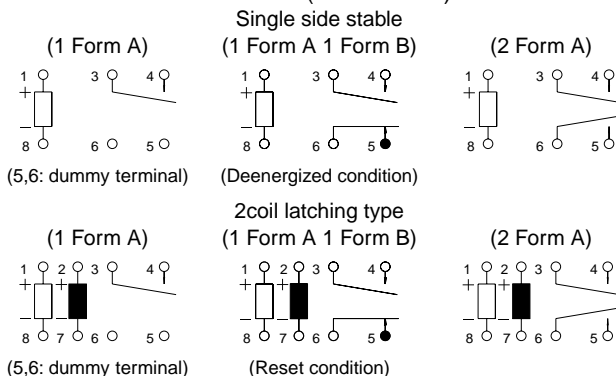 Single side stable
(1 Form A) (1 Form A 1 Form B) (2 Form A)
1 3 4 1 3 4 1 3 4
+ + +
− − −
8 6 5 8 6 5 8 6 5
(5,6: dummy terminal) (Deenergized condition)
2coil latching type
(1 Form A) (1 Form A 1 Form B) (2 Form A)
1 2 3 4 1 2 3 4 1 2 3 4
+ + + + + +
− − − − − −
8 7 6 5 8 7 6 5 8 7 6 5
(5,6: dummy terminal) (Reset condition)